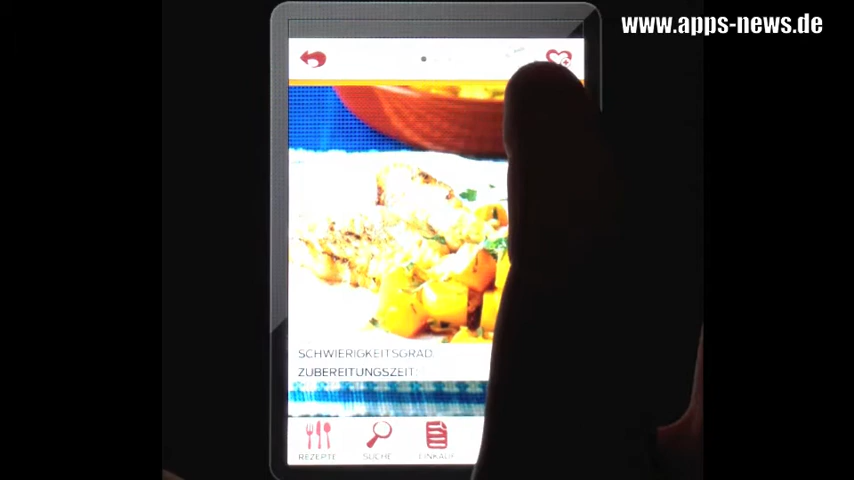 www.apps-news.de
SCHWIERIGKEITSGRAD
ZUBEREITUNGSZEIT:
REZEPTE SUCHE EINKAUF